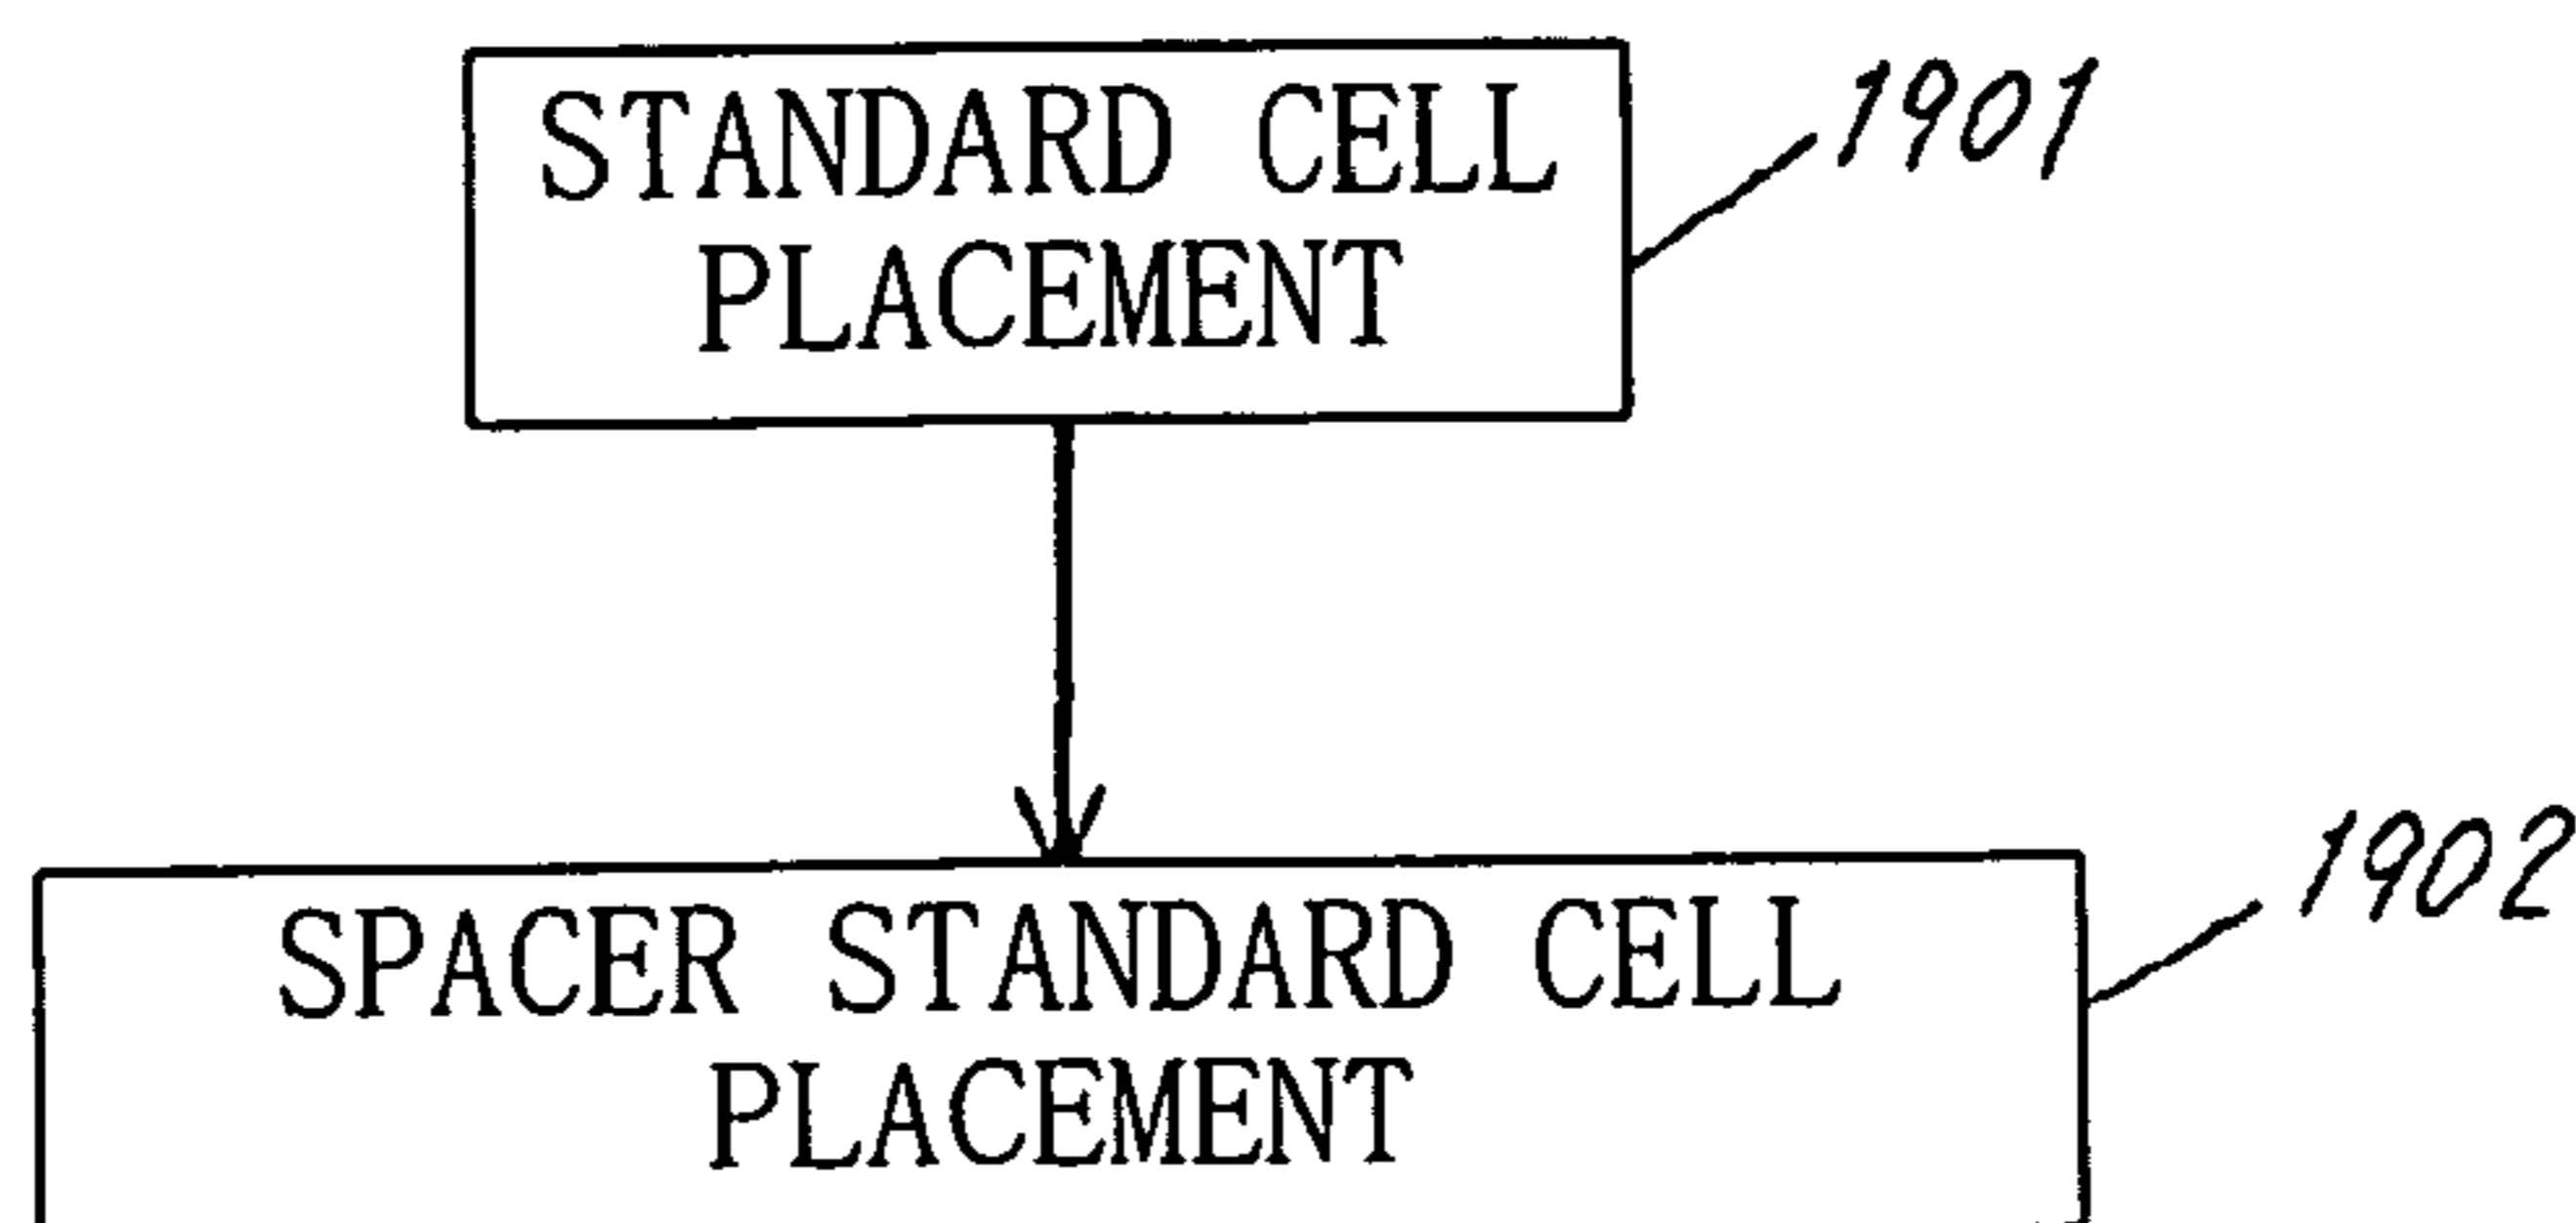 STANDARD CELL
PLACEMENT
1901
SPACER STANDARD CELL
PLACEMENT
1902